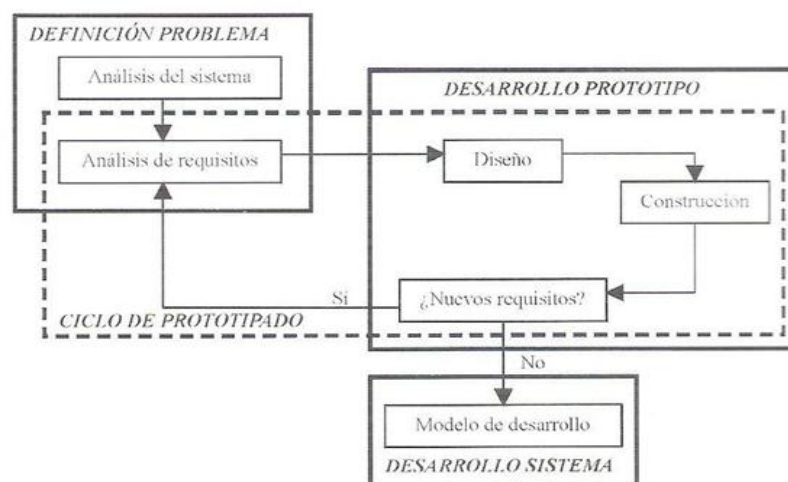 DEFINICIÓN PROBLEMA
Análisis del sistema
DESARROLLO PROTOTIPO
Análisis de requisitos
Diseño
Construccion
¿Nuevos requisitos?
Sí
CICLO DE PROTOTIPADO
No
Modelo de desarrollo
DESARROLLO SISTEMA